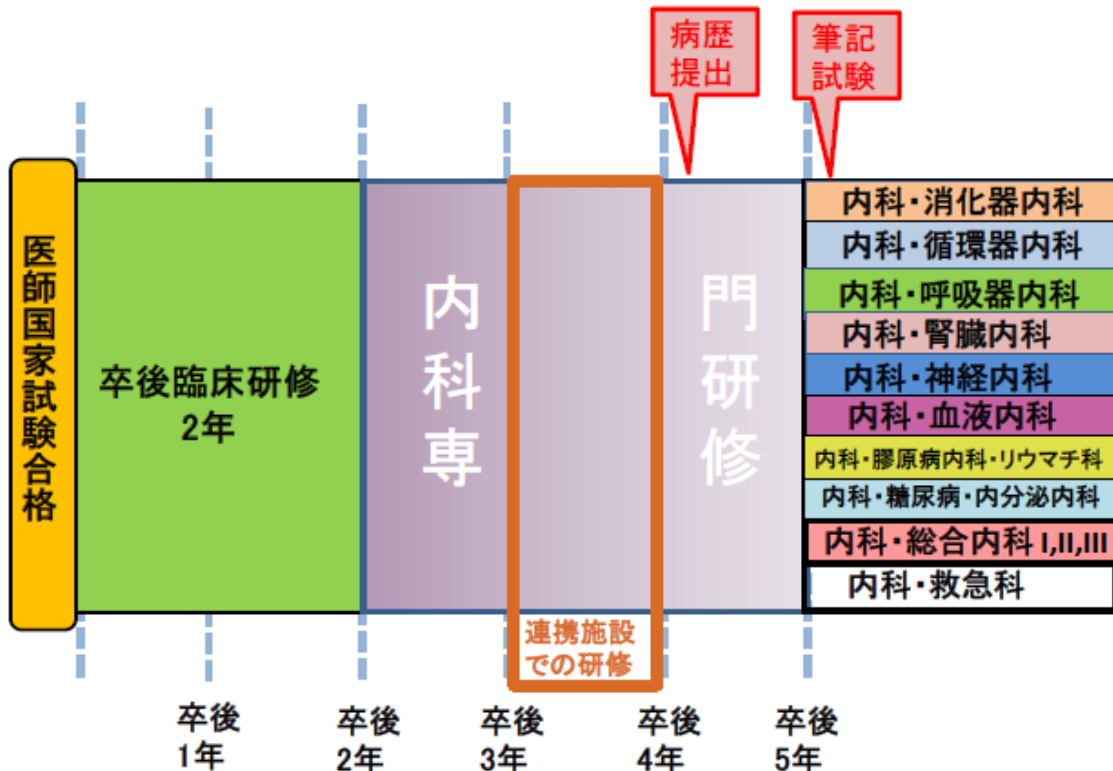 病歴
提出
筆記
試験
医師国家試験合格
卒後臨床研修
2年
内科専
門研修
連携施設
での研修
内科・消化器内科
内科・循環器内科
内科・呼吸器内科
内科・腎臓内科
内科・神経内科
内科・血液内科
内科・膠原病内科・リウマチ科
内科・糖尿病・内分泌内科
内科・総合内科 I,II,III
内科・救急科
卒後
1年
卒後
2年
卒後
3年
卒後
4年
卒後
5年